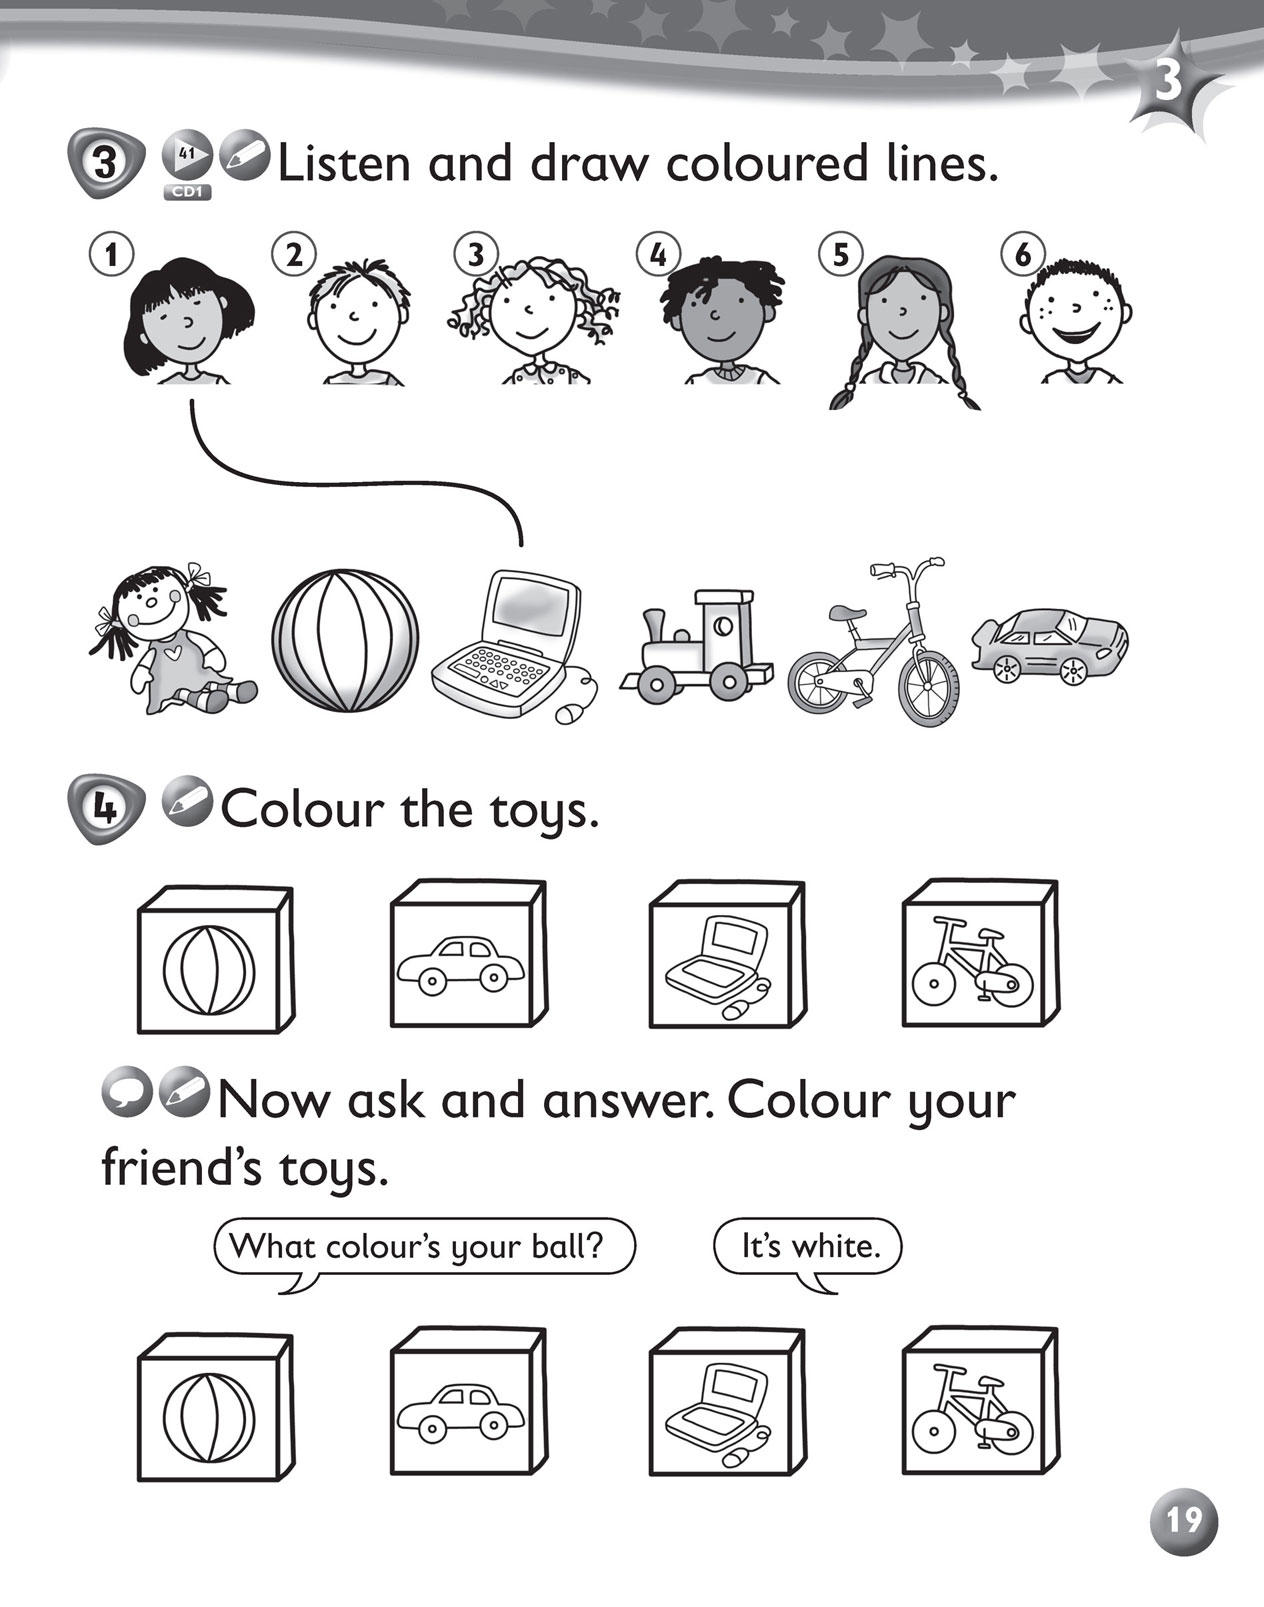 3
3 41 CD1 Listen and draw coloured lines.
1 2 3 4 5 6
4 Colour the toys.
Now ask and answer. Colour your
friend's toys.
What colour's your ball? It's white.
19